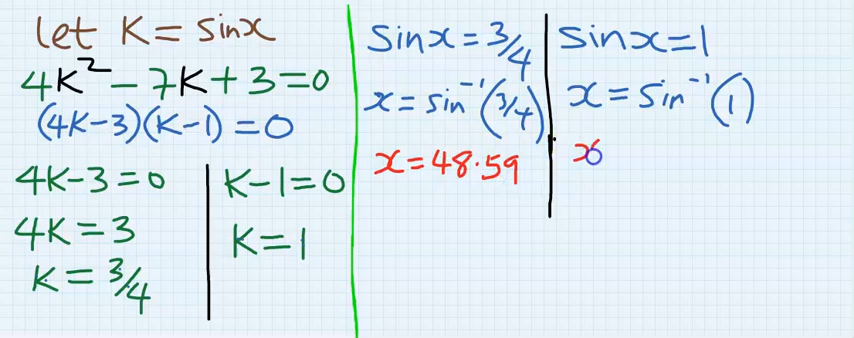 let K = sinx
4K² - 7K + 3 = 0
(4K-3)(K-1) = 0
4K-3=0
4K = 3
K = 3/4
K-1=0
K=1
sinx = 3/4
x = sin⁻¹(3/4)
x = 48.59
sinx=1
x = sin⁻¹(1)
x